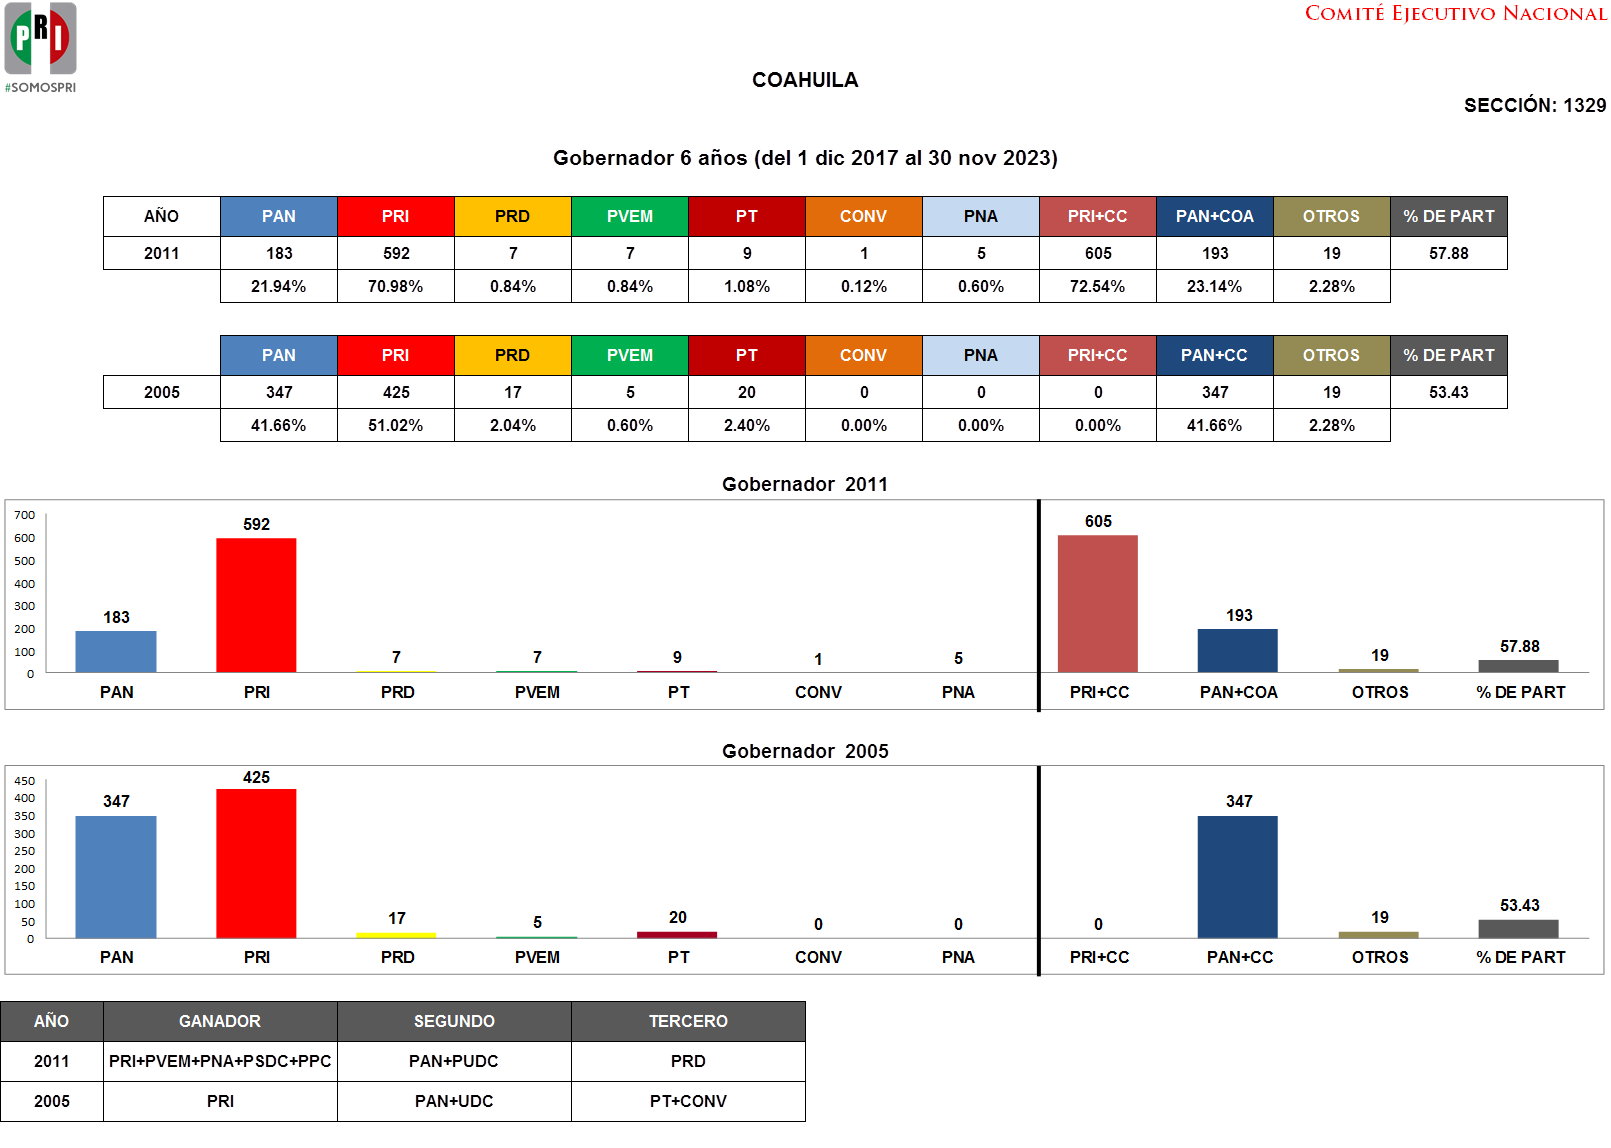 PRI
#SOMOSPRI
COMITÉ EJECUTIVO NACIONAL
COAHUILA
SECCIÓN: 1329
Gobernador 6 años (del 1 dic 2017 al 30 nov 2023)
AÑO PAN PRI PRD PVEM PT CONV PNA PRI+CC PAN+COA OTROS % DE PART
2011 183 592 7 7 9 1 5 605 193 19 57.88
21.94% 70.98% 0.84% 0.84% 1.08% 0.12% 0.60% 72.54% 23.14% 2.28%
PAN PRI PRD PVEM PT CONV PNA PRI+CC PAN+CC OTROS % DE PART
2005 347 425 17 5 20 0 0 0 347 19 53.43
41.66% 51.02% 2.04% 0.60% 2.40% 0.00% 0.00% 0.00% 41.66% 2.28%
Gobernador 2011
700
600
500
400
300
200
100
0
183 592 7 7 9 1 5 605 193 19 57.88
PAN PRI PRD PVEM PT CONV PNA PRI+CC PAN+COA OTROS % DE PART
Gobernador 2005
450
400
350
300
250
200
150
100
50
0
347 425 17 5 20 0 0 0 347 19 53.43
PAN PRI PRD PVEM PT CONV PNA PRI+CC PAN+CC OTROS % DE PART
AÑO GANADOR SEGUNDO TERCERO
2011 PRI+PVEM+PNA+PSDC+PPC PAN+PUDC PRD
2005 PRI PAN+UDC PT+CONV